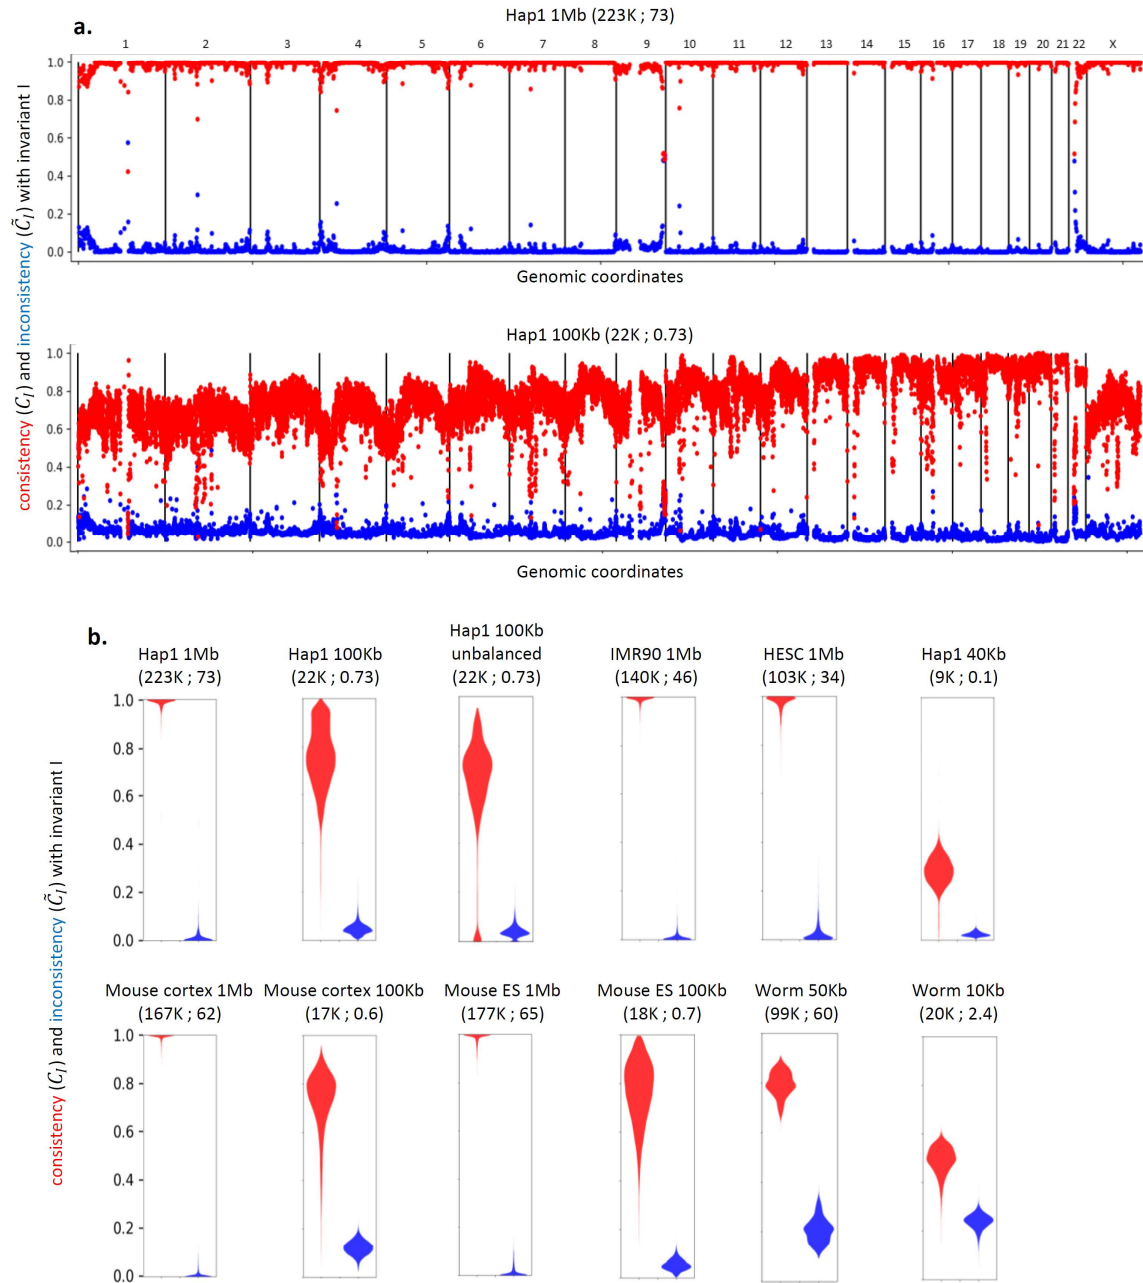 a.
Hap1 1Mb (223K ; 73)
1 2 3 4 5 6 7 8 9 10 11 12 13 14 15 16 17 18 19 20 21 22 X
1.0
0.8
0.6
0.4
0.2
0.0
Genomic coordinates
Hap1 100Kb (22K ; 0.73)
1.0
0.8
0.6
0.4
0.2
0.0
Genomic coordinates
consistency (C_I) and inconsistency (C̃_I) with invariant I
b.
Hap1 1Mb
(223K ; 73)
Hap1 100Kb
(22K ; 0.73)
Hap1 100Kb
unbalanced
(22K ; 0.73)
IMR90 1Mb
(140K ; 46)
HESC 1Mb
(103K ; 34)
Hap1 40Kb
(9K ; 0.1)
1.0
0.8
0.6
0.4
0.2
0.0
Mouse cortex 1Mb
(167K ; 62)
Mouse cortex 100Kb
(17K ; 0.6)
Mouse ES 1Mb
(177K ; 65)
Mouse ES 100Kb
(18K ; 0.7)
Worm 50Kb
(99K ; 60)
Worm 10Kb
(20K ; 2.4)
1.0
0.8
0.6
0.4
0.2
0.0
consistency (C_I) and inconsistency (C̃_I) with invariant I